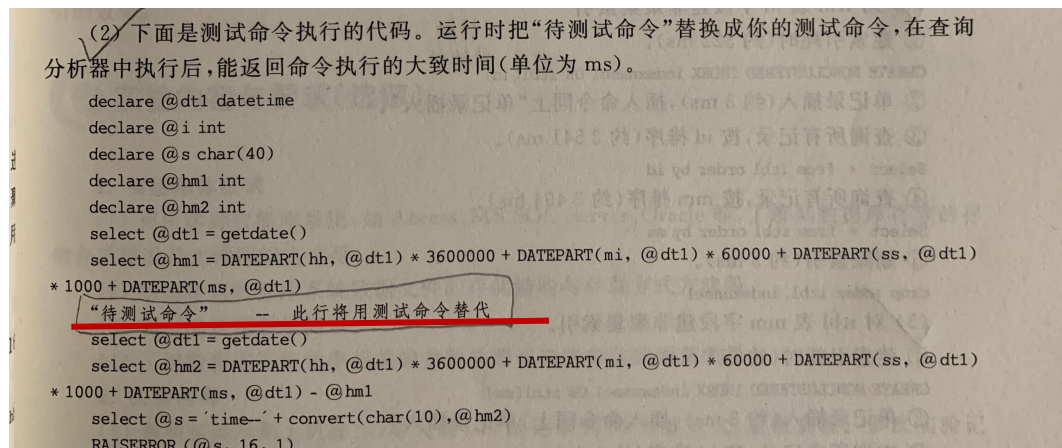 (2) 下面是测试命令执行的代码。运行时把“待测试命令”替换成你的测试命令,在查询
分析器中执行后,能返回命令执行的大致时间(单位为 ms)。
declare @dt1 datetime
declare @i int
declare @s char(40)
declare @hm1 int
declare @hm2 int
select @dt1 = getdate()
select @hm1 = DATEPART(hh, @dt1) * 3600000 + DATEPART(mi, @dt1) * 60000 + DATEPART(ss, @dt1)
* 1000 + DATEPART(ms, @dt1)
“待测试命令” -- 此行将用测试命令替代
select @dt1 = getdate()
select @hm2 = DATEPART(hh, @dt1) * 3600000 + DATEPART(mi, @dt1) * 60000 + DATEPART(ss, @dt1)
* 1000 + DATEPART(ms, @dt1) - @hm1
select @s = ´time--´ + convert(char(10),@hm2)
RAISERROR (@s, 16, 1)